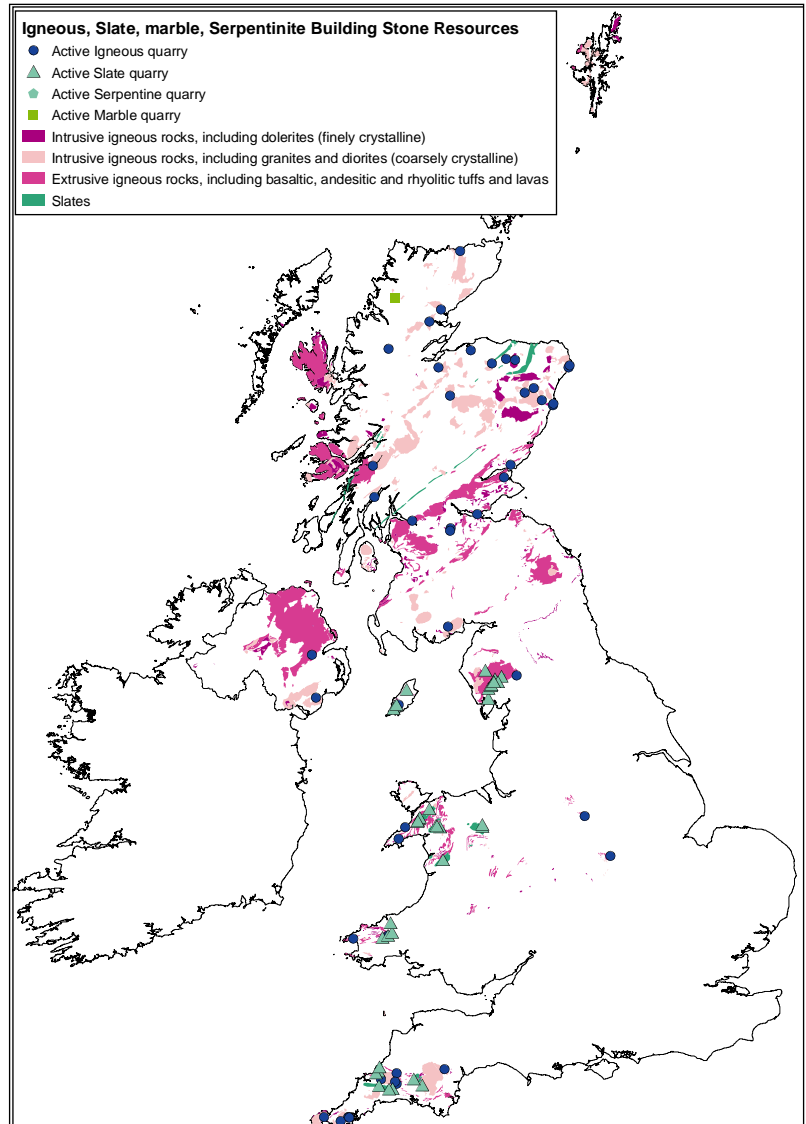 Igneous, Slate, marble, Serpentinite Building Stone Resources
Active Igneous quarry
Active Slate quarry
Active Serpentine quarry
Active Marble quarry
Intrusive igneous rocks, including dolerites (finely crystalline)
Intrusive igneous rocks, including granites and diorites (coarsely crystalline)
Extrusive igneous rocks, including basaltic, andesitic and rhyolitic tuffs and lavas
Slates